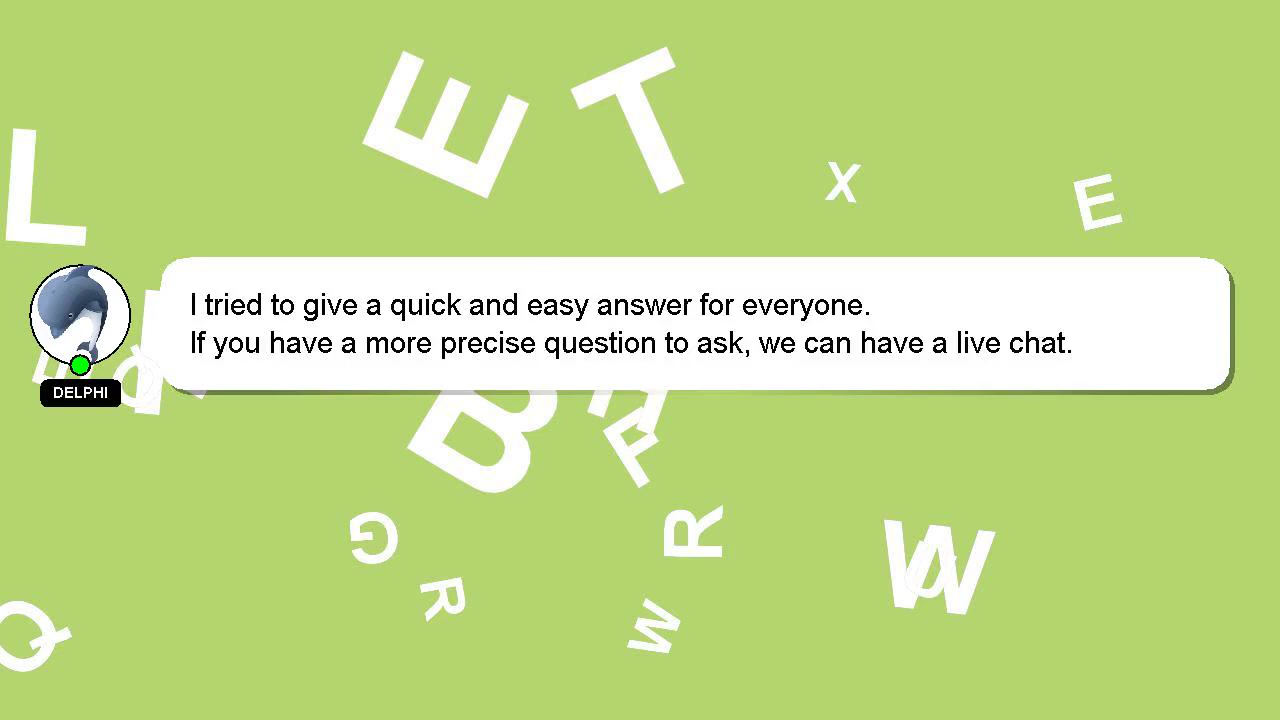 E T
L X E
I tried to give a quick and easy answer for everyone.
If you have a more precise question to ask, we can have a live chat.
DELPHI
B
G R
R W U
Q W